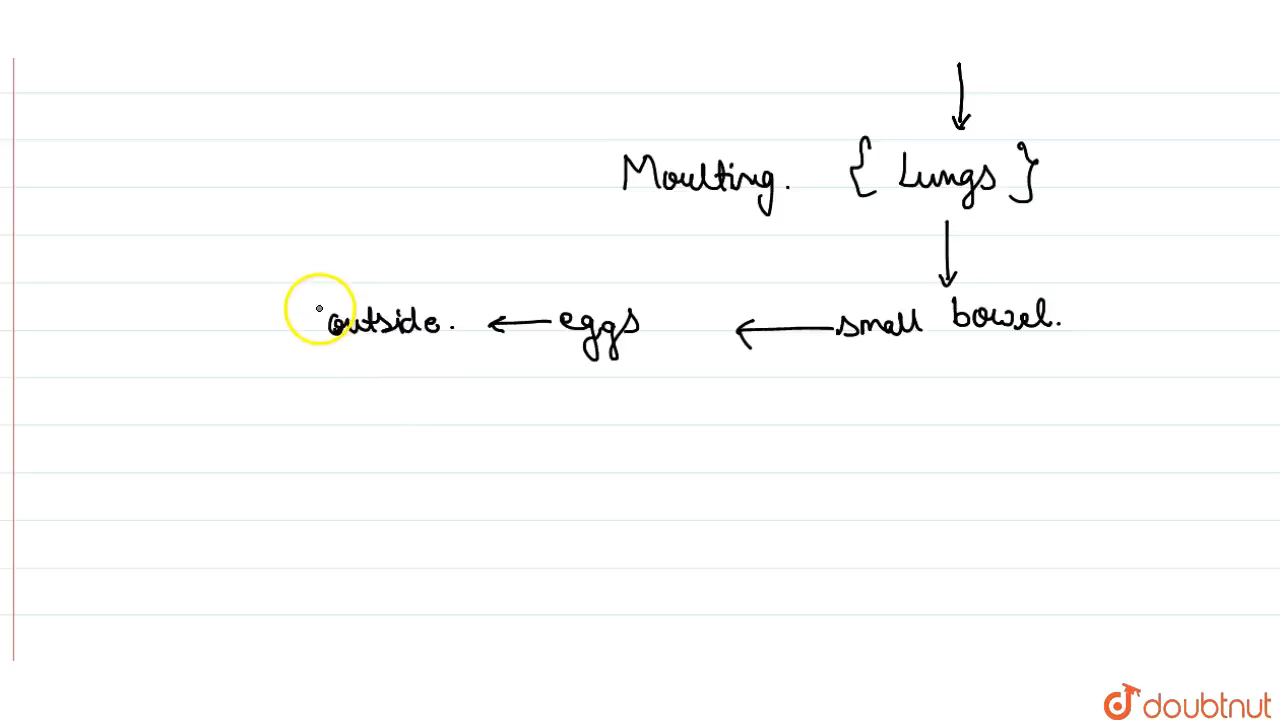 Moulting. { Lungs }
outside. ← eggs ← small bowel.
doubtnut